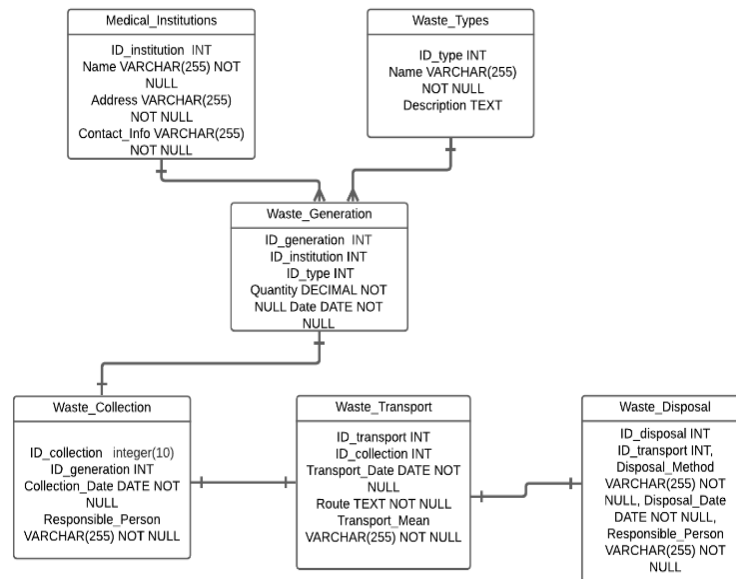 Medical_Institutions
ID_institution INT
Name VARCHAR(255) NOT
NULL
Address VARCHAR(255)
NOT NULL
Contact_Info VARCHAR(255)
NOT NULL
Waste_Types
ID_type INT
Name VARCHAR(255)
NOT NULL
Description TEXT
Waste_Generation
ID_generation INT
ID_institution INT
ID_type INT
Quantity DECIMAL NOT
NULL Date DATE NOT
NULL
Waste_Collection
ID_collection integer(10)
ID_generation INT
Collection_Date DATE NOT
NULL
Responsible_Person
VARCHAR(255) NOT NULL
Waste_Transport
ID_transport INT
ID_collection INT
Transport_Date DATE NOT
NULL
Route TEXT NOT NULL
Transport_Mean
VARCHAR(255) NOT NULL
Waste_Disposal
ID_disposal INT
ID_transport INT,
Disposal_Method
VARCHAR(255) NOT
NULL, Disposal_Date
DATE NOT NULL,
Responsible_Person
VARCHAR(255) NOT
NULL